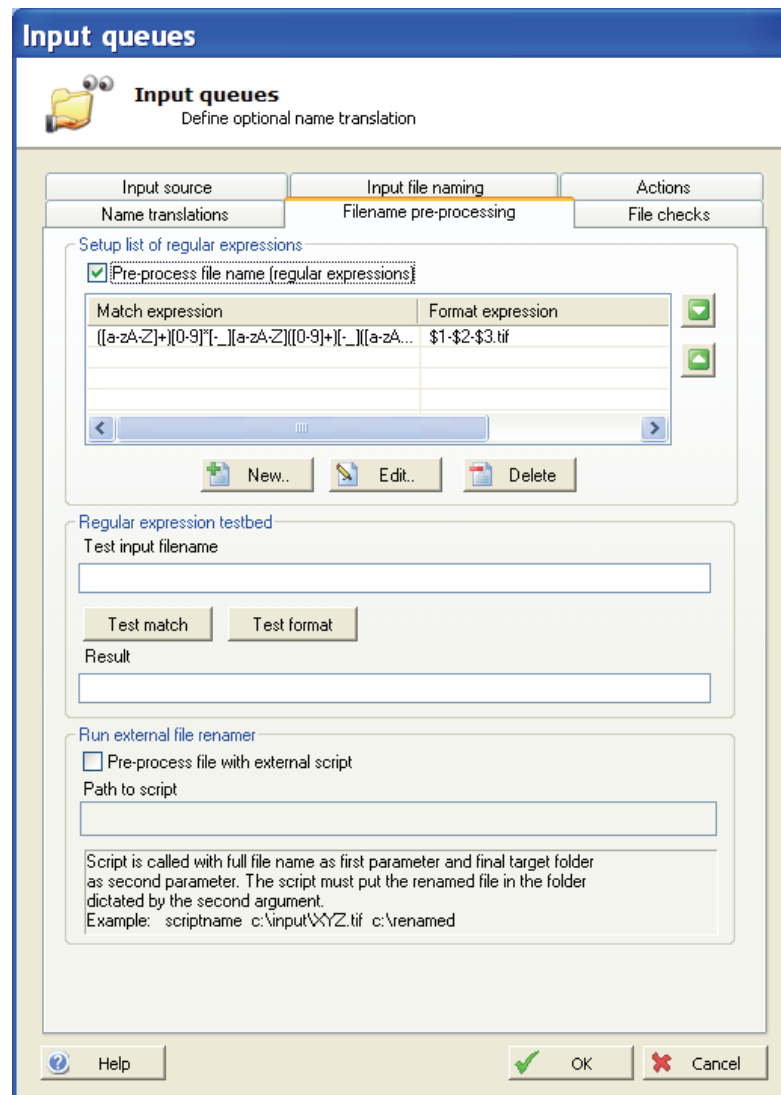 Input queues
Input queues
Define optional name translation
Input source Input file naming Actions
Name translations Filename pre-processing File checks
Setup list of regular expressions
Pre-process file name (regular expressions)
Match expression Format expression
([a-zA-Z]+)[0-9]*[-_][a-zA-Z]([0-9]+)[-_]([a-zA... $1-$2-$3.tif
New.. Edit.. Delete
Regular expression testbed
Test input filename
Test match Test format
Result
Run external file renamer
Pre-process file with external script
Path to script
Script is called with full file name as first parameter and final target folder
as second parameter. The script must put the renamed file in the folder
dictated by the second argument.
Example: scriptname c:\input\XYZ.tif c:\renamed
Help OK Cancel